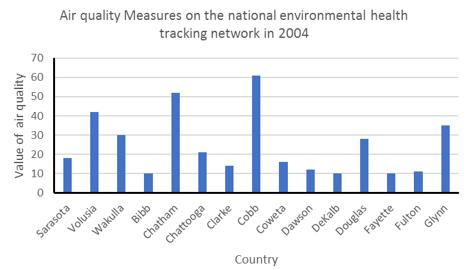 Air quality Measures on the national environmental health
tracking network in 2004
Value of air quality
70
60
50
40
30
20
10
0
Sarasota
Volusia
Wakulla
Bibb
Chatham
Chattooga
Clarke
Cobb
Coweta
Dawson
DeKalb
Douglas
Fayette
Fulton
Glynn
Country